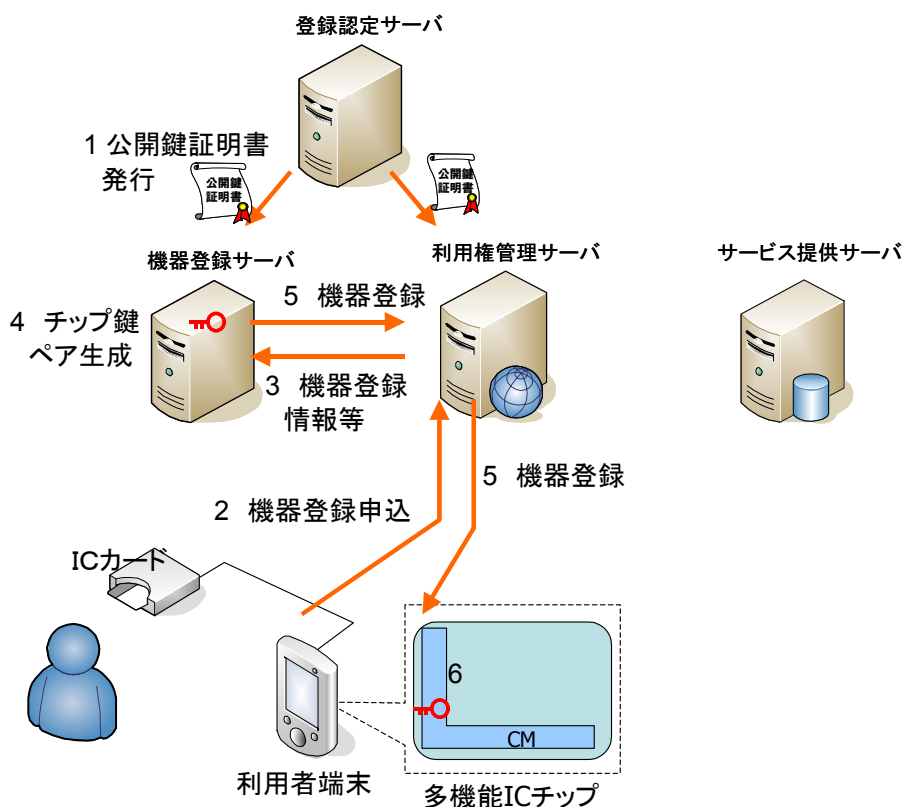 登録認定サーバ
1 公開鍵証明書
発行
公開鍵
証明書
公開鍵
証明書
機器登録サーバ
利用権管理サーバ
サービス提供サーバ
4 チップ鍵
ペア生成
5 機器登録
3 機器登録
情報等
5 機器登録
2 機器登録申込
ICカード
6
CM
利用者端末
多機能ICチップ